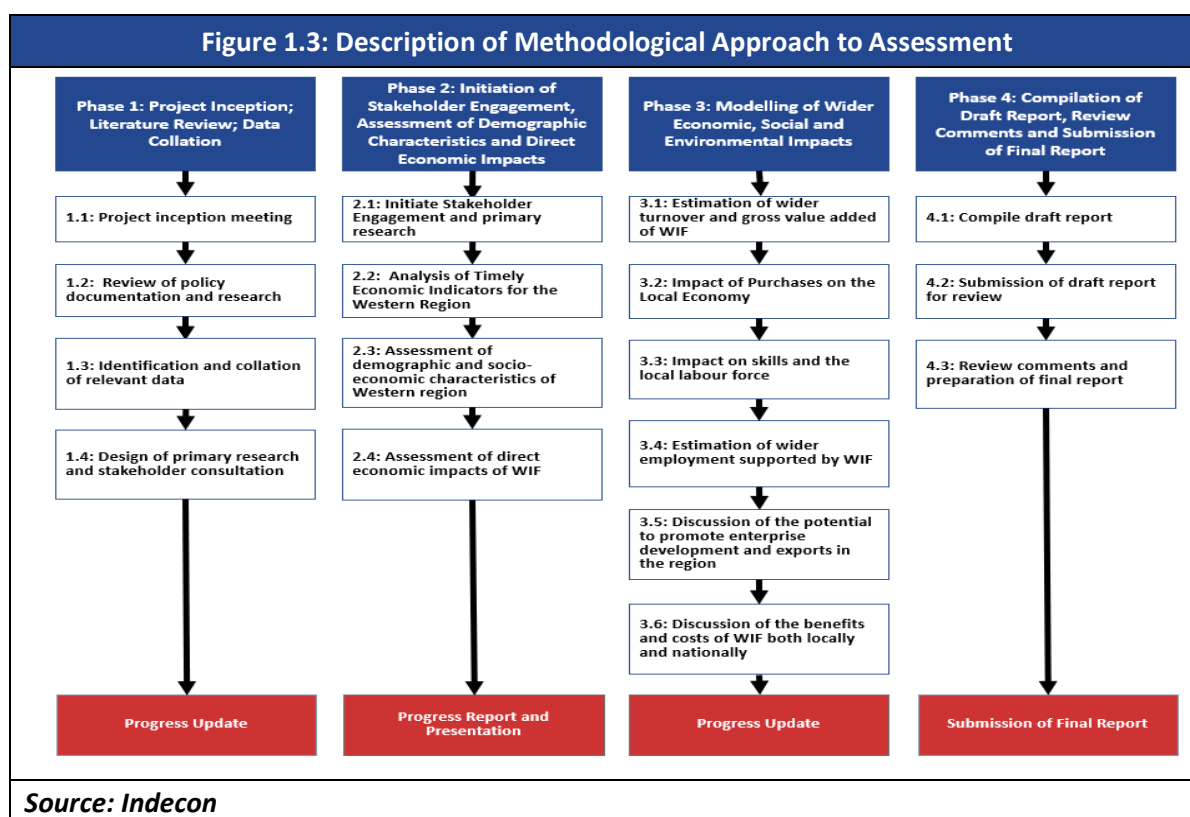 Figure 1.3: Description of Methodological Approach to Assessment
Phase 1: Project Inception;
Literature Review; Data
Collation
1.1: Project inception meeting
1.2:  Review of policy
documentation and research
1.3: Identification and collation
of relevant data
1.4: Design of primary research
and stakeholder consultation
Progress Update
Phase 2: Initiation of
Stakeholder Engagement,
Assessment of Demographic
Characteristics and Direct
Economic Impacts
2.1: Initiate Stakeholder
Engagement and primary
research
2.2:  Analysis of Timely
Economic Indicators for the
Western Region
2.3: Assessment of
demographic and socio-
economic characteristics of
Western region
2.4: Assessment of direct
economic impacts of WIF
Progress Report and
Presentation
Phase 3: Modelling of Wider
Economic, Social and
Environmental Impacts
3.1: Estimation of wider
turnover and gross value added
of WIF
3.2: Impact of Purchases on the
Local Economy
3.3: Impact on skills and the
local labour force
3.4: Estimation of wider
employment supported by WIF
3.5: Discussion of the potential
to promote enterprise
development and exports in
the region
3.6: Discussion of the benefits
and costs of WIF both locally
and nationally
Progress Update
Phase 4: Compilation of
Draft Report, Review
Comments and Submission
of Final Report
4.1: Compile draft report
4.2: Submission of draft report
for review
4.3: Review comments and
preparation of final report
Submission of Final Report
Source: Indecon